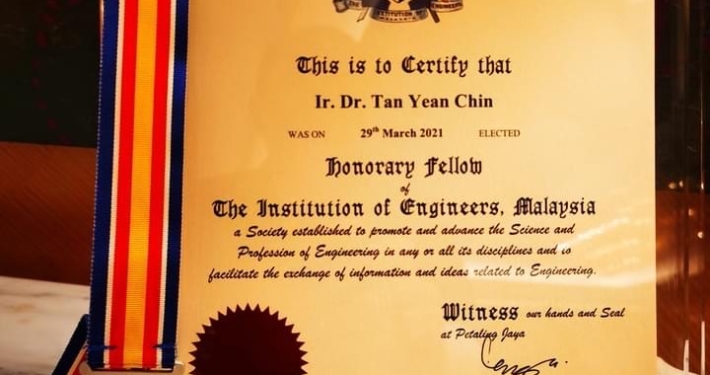 INSTITUTION
ENGINEERS
This is to Certify that
Ir. Dr. Tan Yean Chin
WAS ON 29th March 2021 ELECTED
Honorary Fellow
of
The Institution of Engineers, Malaysia
a Society established to promote and advance the Science and
Profession of Engineering in any or all its disciplines and to
facilitate the exchange of information and ideas related to Engineering.
Witness our hands and Seal
at Petaling Jaya